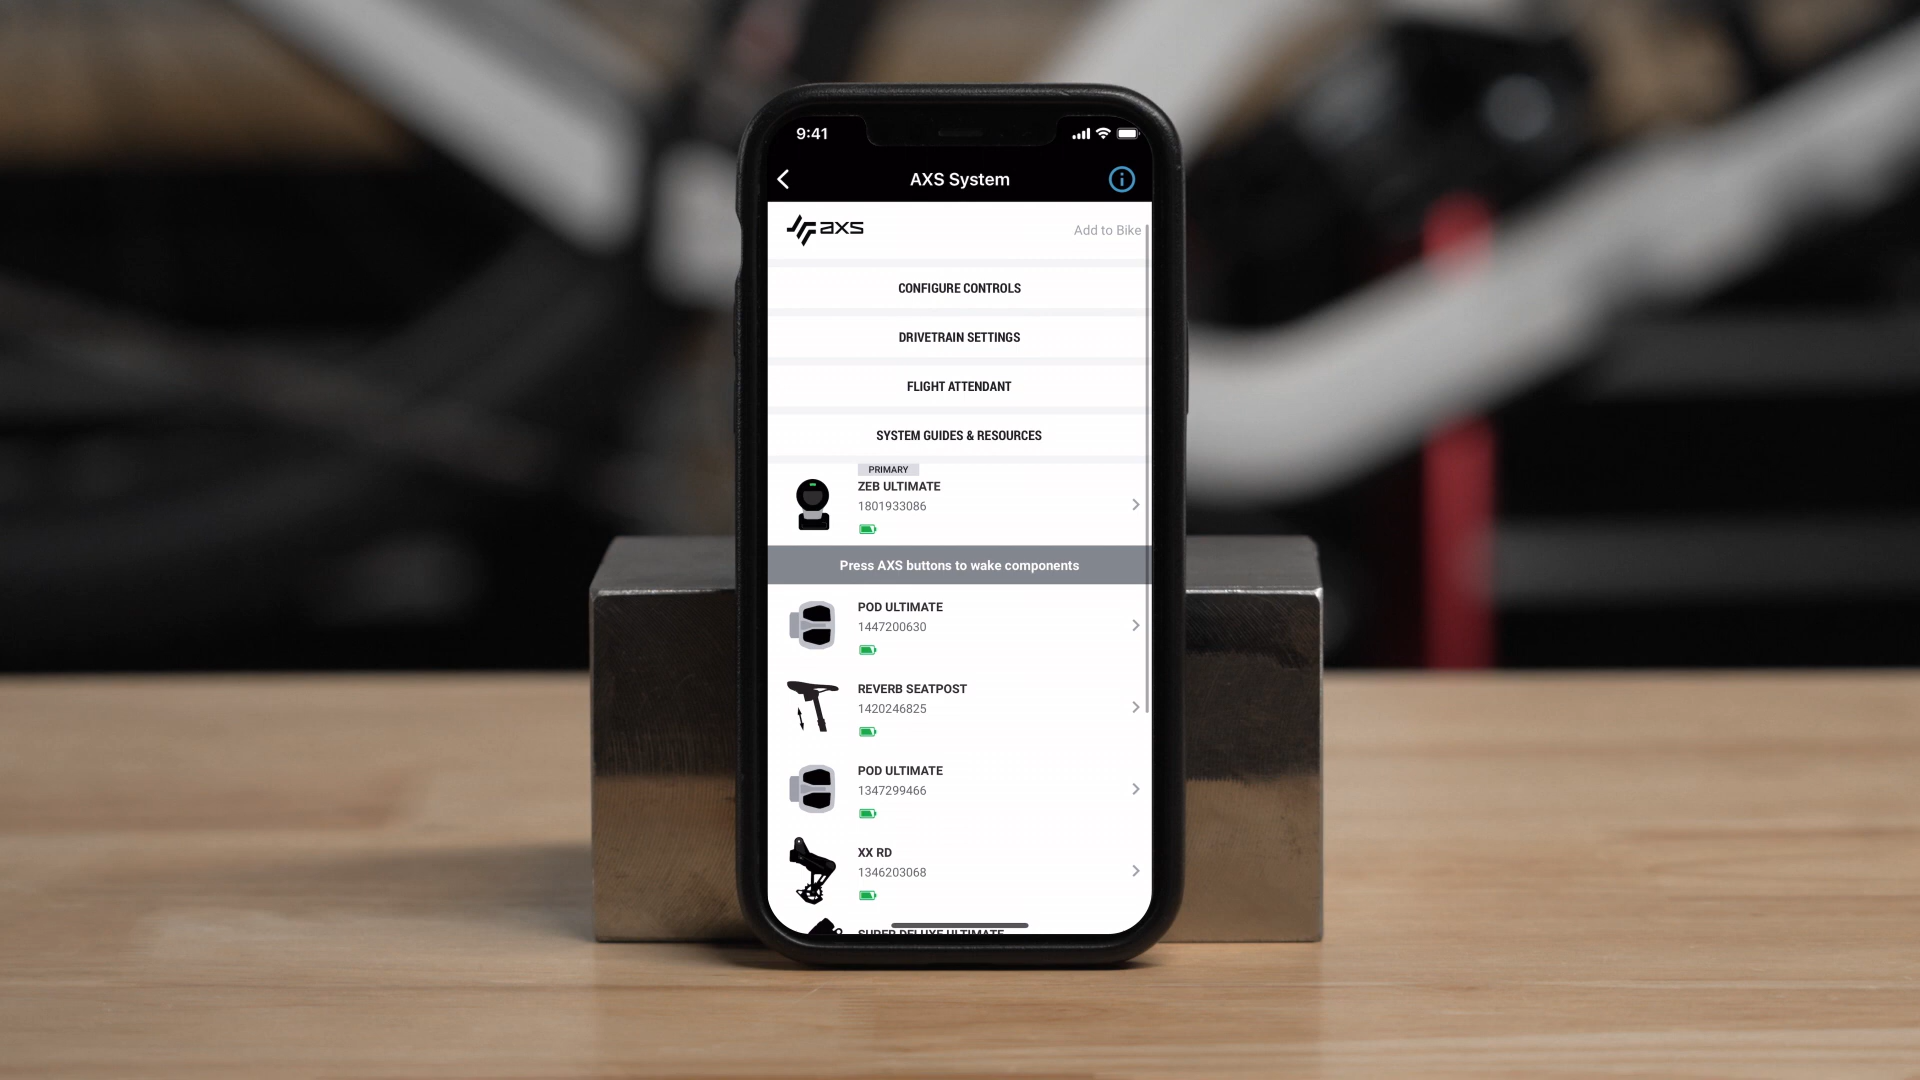 9:41
AXS System
axs
Add to Bike
CONFIGURE CONTROLS
DRIVETRAIN SETTINGS
FLIGHT ATTENDANT
SYSTEM GUIDES & RESOURCES
PRIMARY
ZEB ULTIMATE
1801933086
Press AXS buttons to wake components
POD ULTIMATE
1447200630
REVERB SEATPOST
1420246825
POD ULTIMATE
1347299466
XX RD
1346203068
SUPER DELUXE ULTIMATE